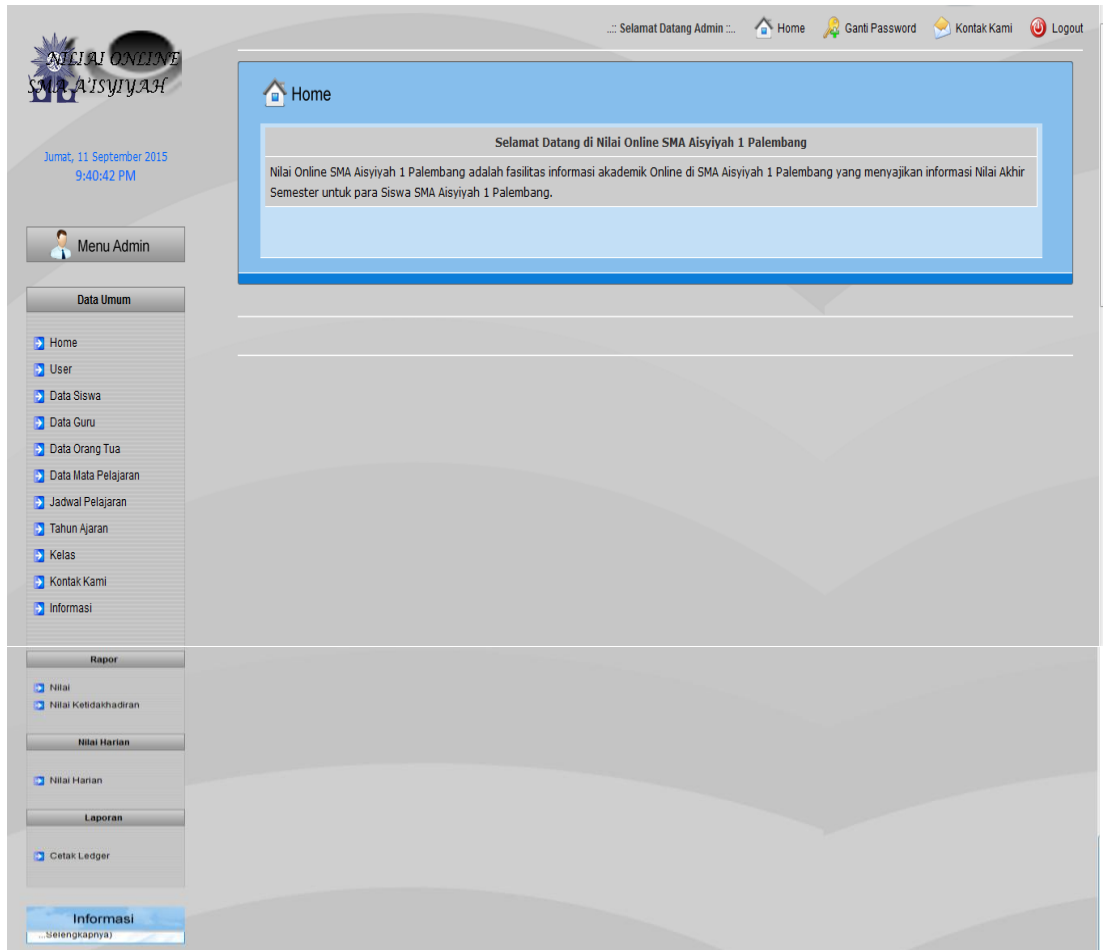 ..:: Selamat Datang Admin ::.. Home Ganti Password Kontak Kami Logout
NILIAI ONLINE
SMA A'ISYIYAH
Jumat, 11 September 2015
9:40:42 PM
Menu Admin
Data Umum
Home
User
Data Siswa
Data Guru
Data Orang Tua
Data Mata Pelajaran
Jadwal Pelajaran
Tahun Ajaran
Kelas
Kontak Kami
Informasi
Rapor
Nilai
Nilai Ketidakhadiran
Nilai Harian
Nilai Harian
Laporan
Cetak Ledger
Informasi
...Selengkapnya)
Home
Selamat Datang di Nilai Online SMA Aisyiyah 1 Palembang
Nilai Online SMA Aisyiyah 1 Palembang adalah fasilitas informasi akademik Online di SMA Aisyiyah 1 Palembang yang menyajikan informasi Nilai Akhir
Semester untuk para Siswa SMA Aisyiyah 1 Palembang.